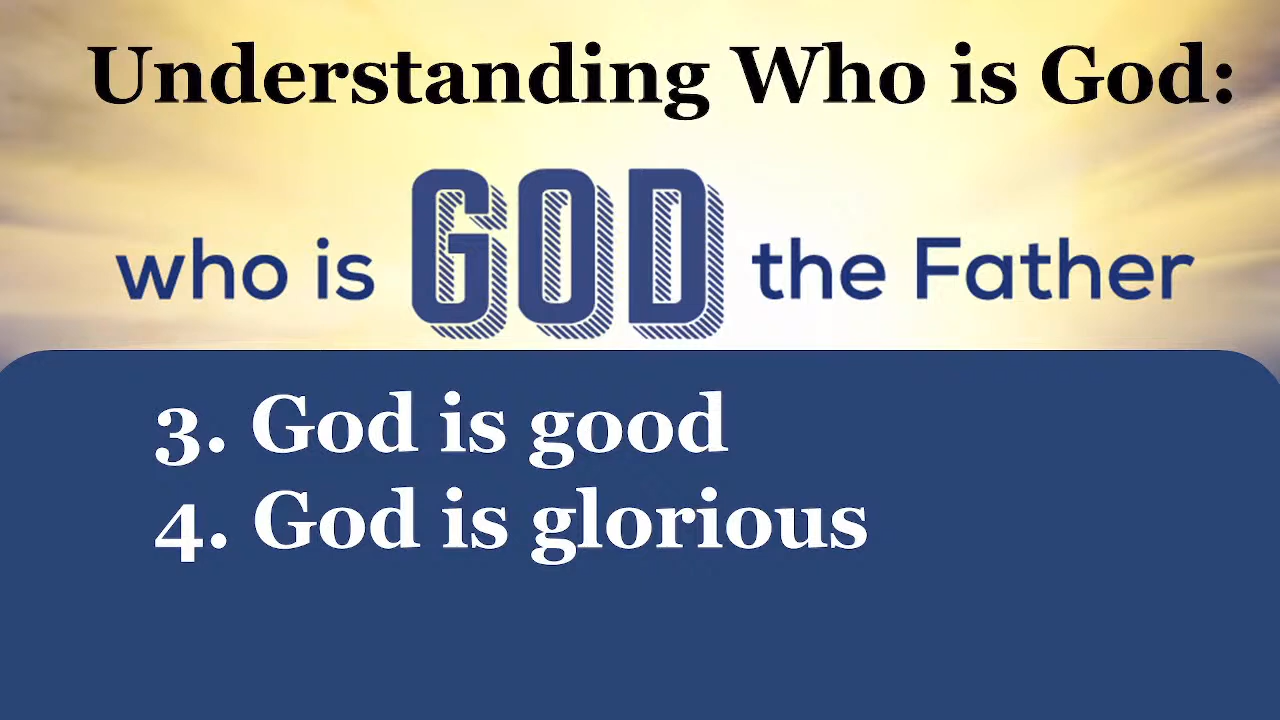 Understanding Who is God:
who is GOD the Father
3. God is good
4. God is glorious